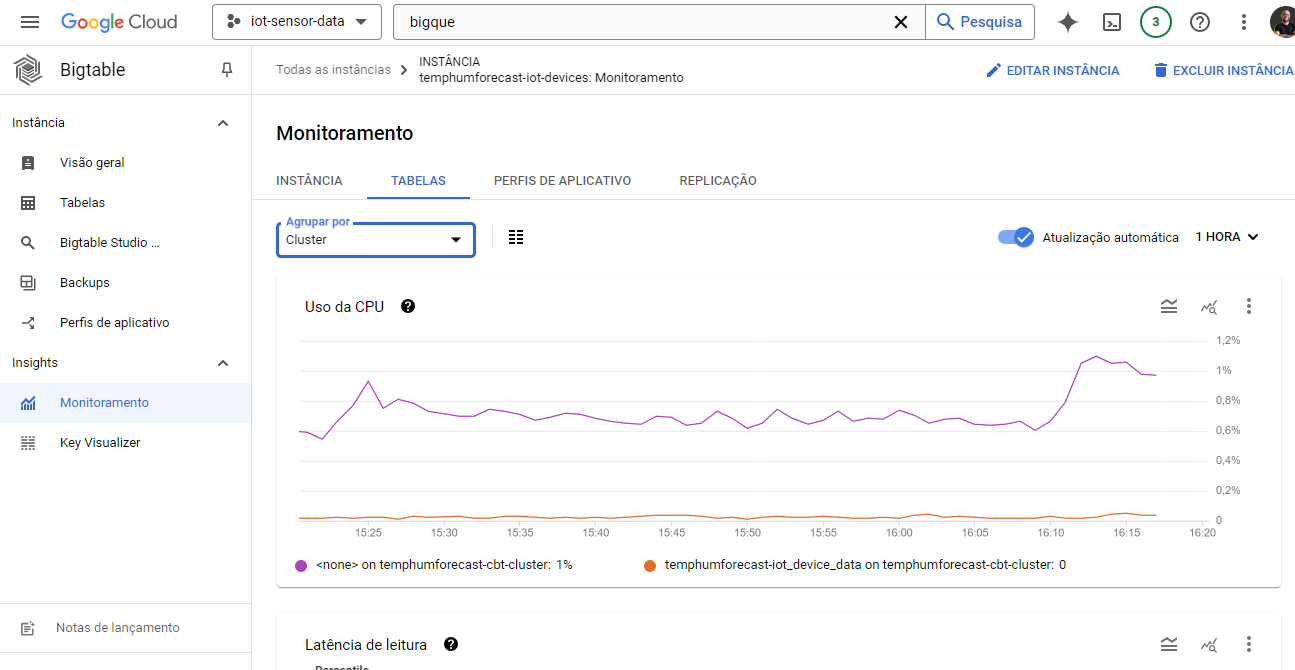 Google Cloud
iot-sensor-data
bigque
Pesquisa
3
Bigtable
Todas as instâncias
INSTÂNCIA
temphumforecast-iot-devices: Monitoramento
EDITAR INSTÂNCIA
EXCLUIR INSTÂNCIA
Instância
Visão geral
Tabelas
Bigtable Studio ...
Backups
Perfis de aplicativo
Insights
Monitoramento
Key Visualizer
Notas de lançamento
Monitoramento
INSTÂNCIA
TABELAS
PERFIS DE APLICATIVO
REPLICAÇÃO
Agrupar por
Cluster
Atualização automática
1 HORA
Uso da CPU
1,2%
1%
0,8%
0,6%
0,4%
0,2%
0
15:25
15:30
15:35
15:40
15:45
15:50
15:55
16:00
16:05
16:10
16:15
16:20
<none> on temphumforecast-cbt-cluster: 1%
temphumforecast-iot_device_data on temphumforecast-cbt-cluster: 0
Latência de leitura
Percentile